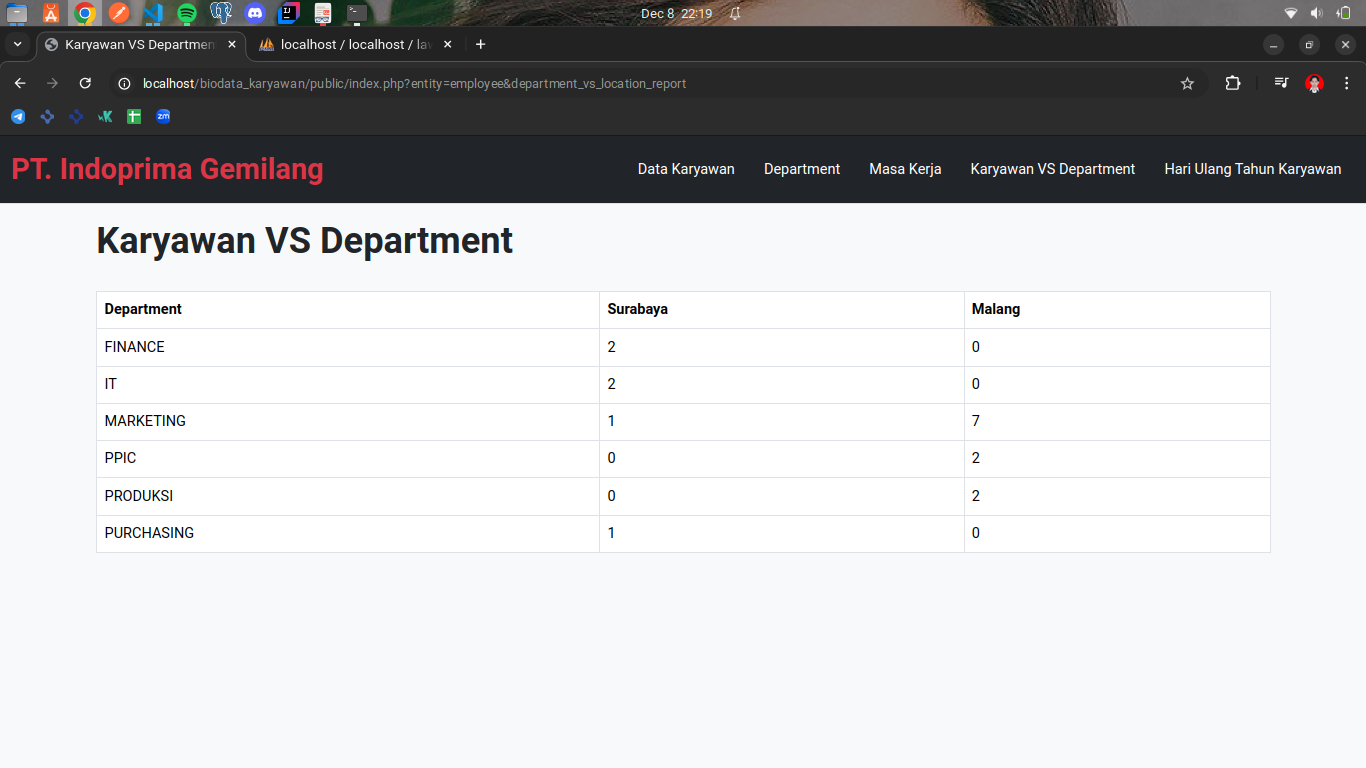 Dec 8 22:19
Karyawan VS Departmen
localhost / localhost / la
localhost/biodata_karyawan/public/index.php?entity=employee&department_vs_location_report
zm
PT. Indoprima Gemilang
Data Karyawan Department Masa Kerja Karyawan VS Department Hari Ulang Tahun Karyawan
Karyawan VS Department
Department Surabaya Malang
FINANCE 2 0
IT 2 0
MARKETING 1 7
PPIC 0 2
PRODUKSI 0 2
PURCHASING 1 0